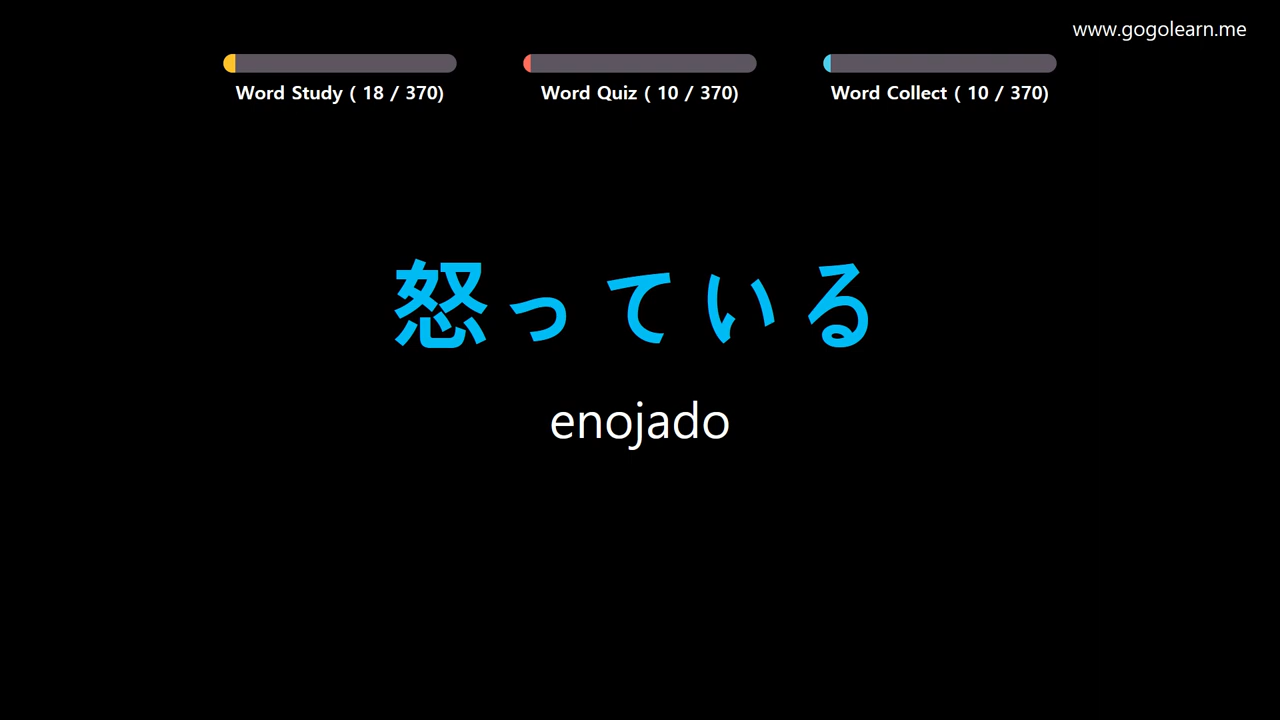 www.gogolearn.me
Word Study ( 18 / 370)
Word Quiz ( 10 / 370)
Word Collect ( 10 / 370)
怒っている
enojado